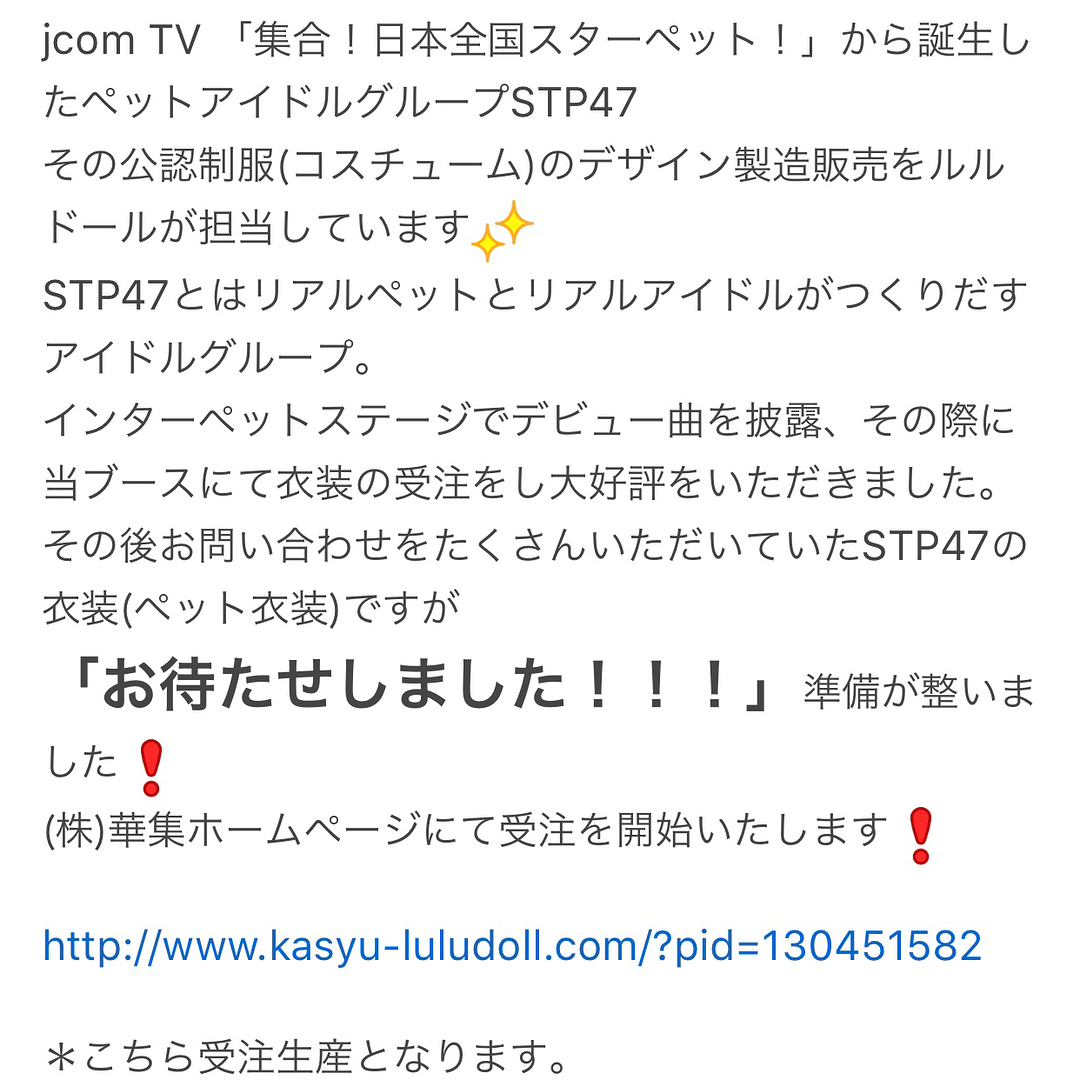 jcom TV 「集合！日本全国スターペット！」から誕生し
たペットアイドルグループSTP47
その公認制服(コスチューム)のデザイン製造販売をルル
ドールが担当しています✨
STP47とはリアルペットとリアルアイドルがつくりだす
アイドルグループ。
インターペットステージでデビュー曲を披露、その際に
当ブースにて衣装の受注をし大好評をいただきました。
その後お問い合わせをたくさんいただいていたSTP47の
衣装(ペット衣装)ですが
「お待たせしました！！！」 準備が整いま
した❗
(株)華集ホームページにて受注を開始いたします❗
http://www.kasyu-luludoll.com/?pid=130451582
＊こちら受注生産となります。